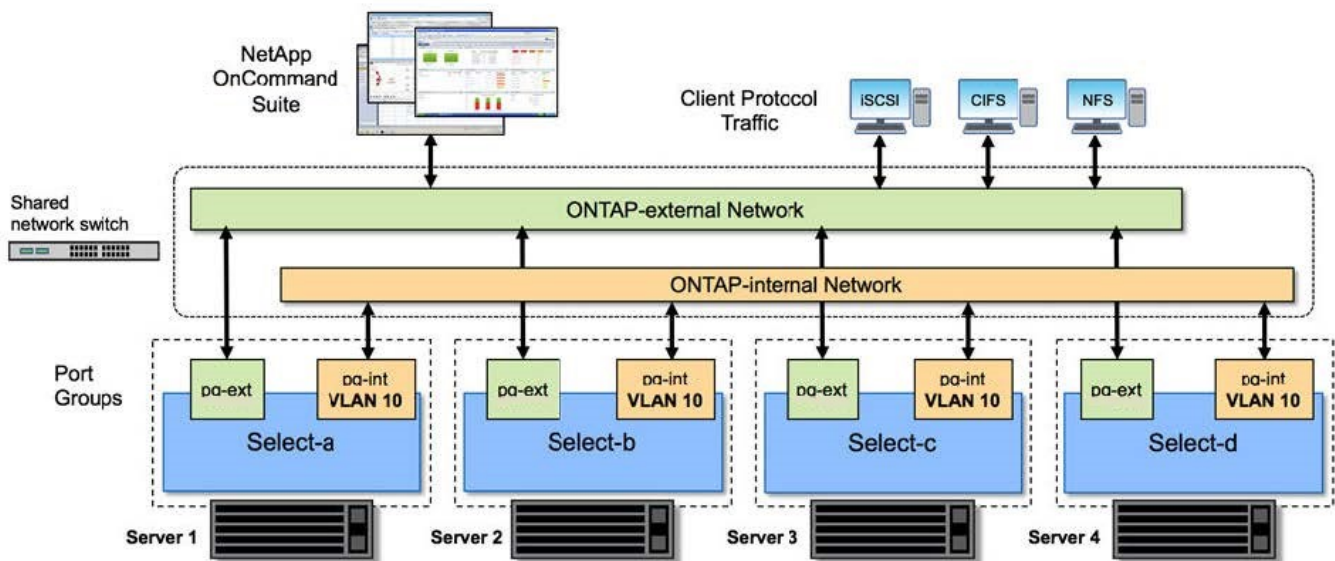 NetApp
OnCommand
Suite
Client Protocol
Traffic
iSCSI
CIFS
NFS
Shared
network switch
ONTAP-external Network
ONTAP-internal Network
Port
Groups
pg-ext
pg-int
VLAN 10
Select-a
pg-ext
pg-int
VLAN 10
Select-b
pg-ext
pg-int
VLAN 10
Select-c
pg-ext
pg-int
VLAN 10
Select-d
Server 1
Server 2
Server 3
Server 4